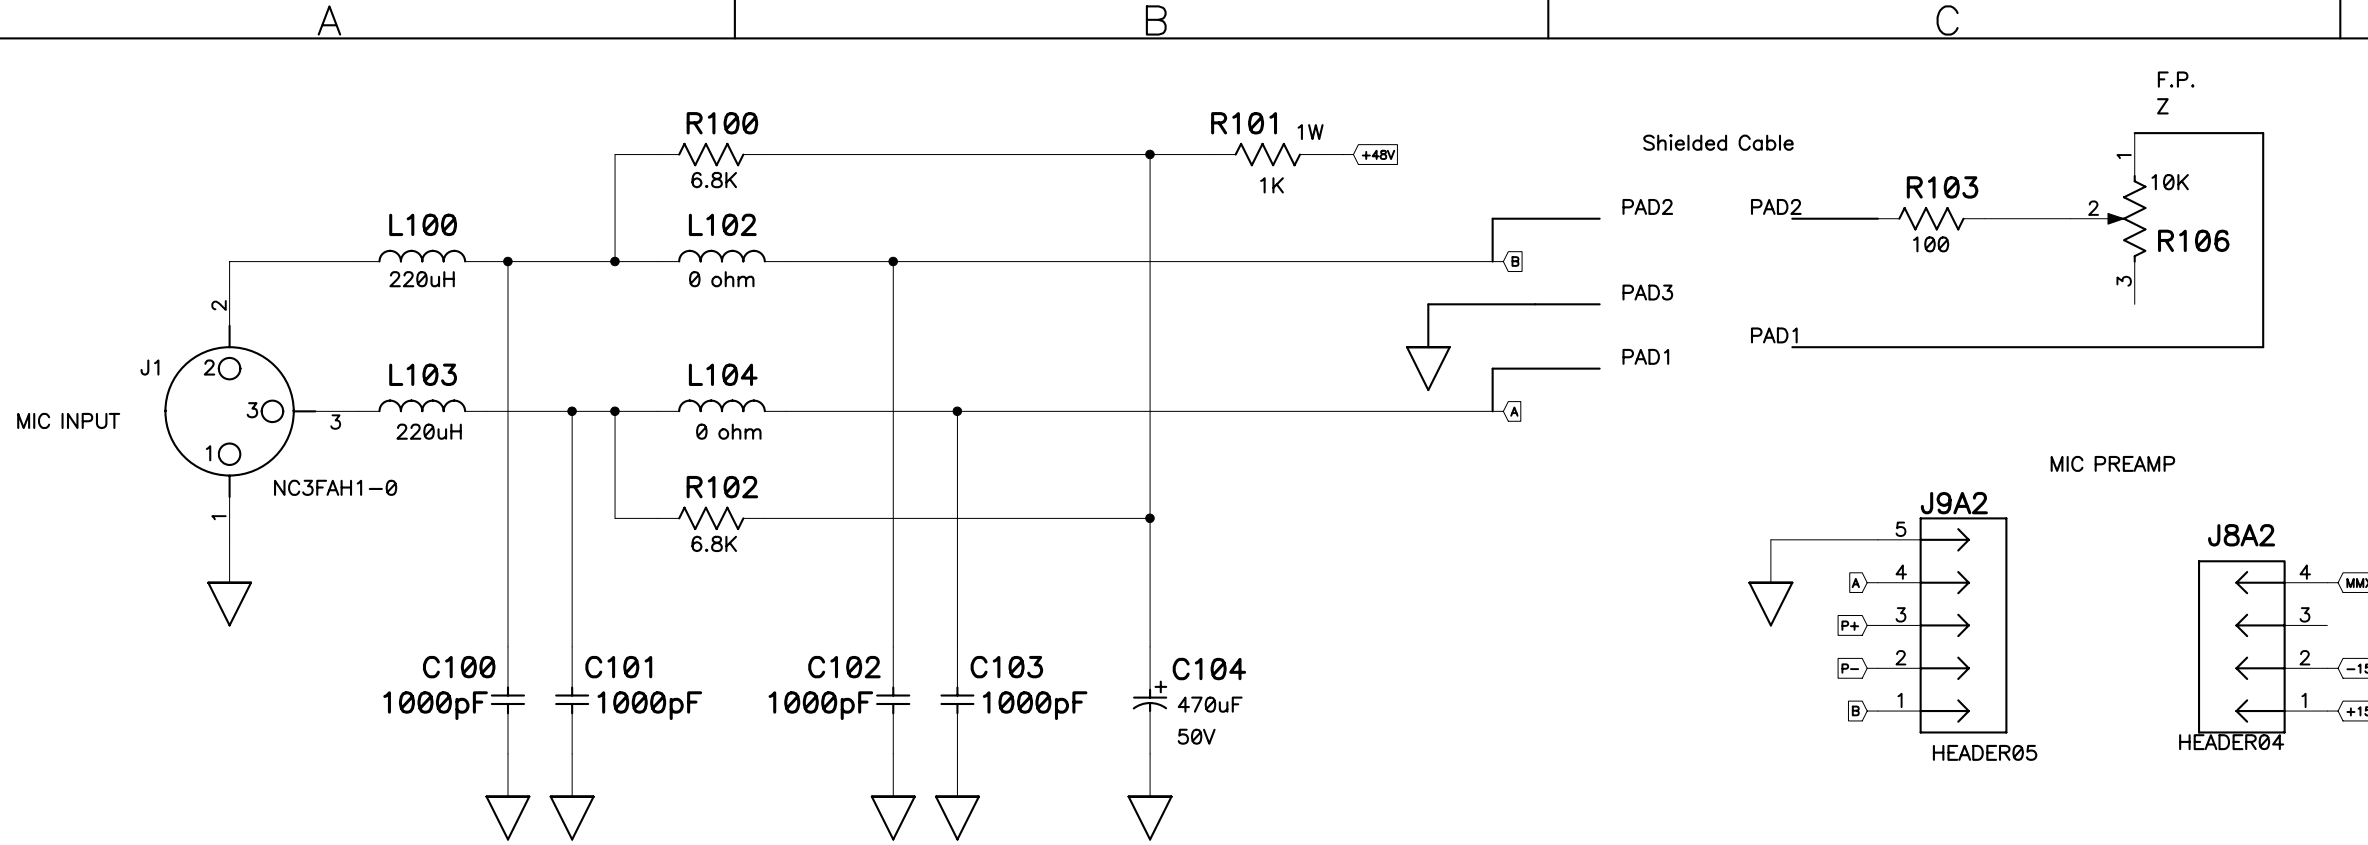 A B C
F.P.
Z
R100
6.8K
R101 1W
1K
+48V
Shielded Cable
1
10K
R106
2
3
R103
100
L100
220uH
L102
0 ohm
PAD2
PAD2
B
PAD3
PAD1
PAD1
A
2
J1
2
3
1
3
1
MIC INPUT
NC3FAH1-0
L103
220uH
L104
0 ohm
R102
6.8K
C100
1000pF
C101
1000pF
C102
1000pF
C103
1000pF
C104
+
470uF
50V
MIC PREAMP
J9A2
5
A 4
P+ 3
P- 2
B 1
HEADER05
J8A2
4
3
2
1
HEADER04